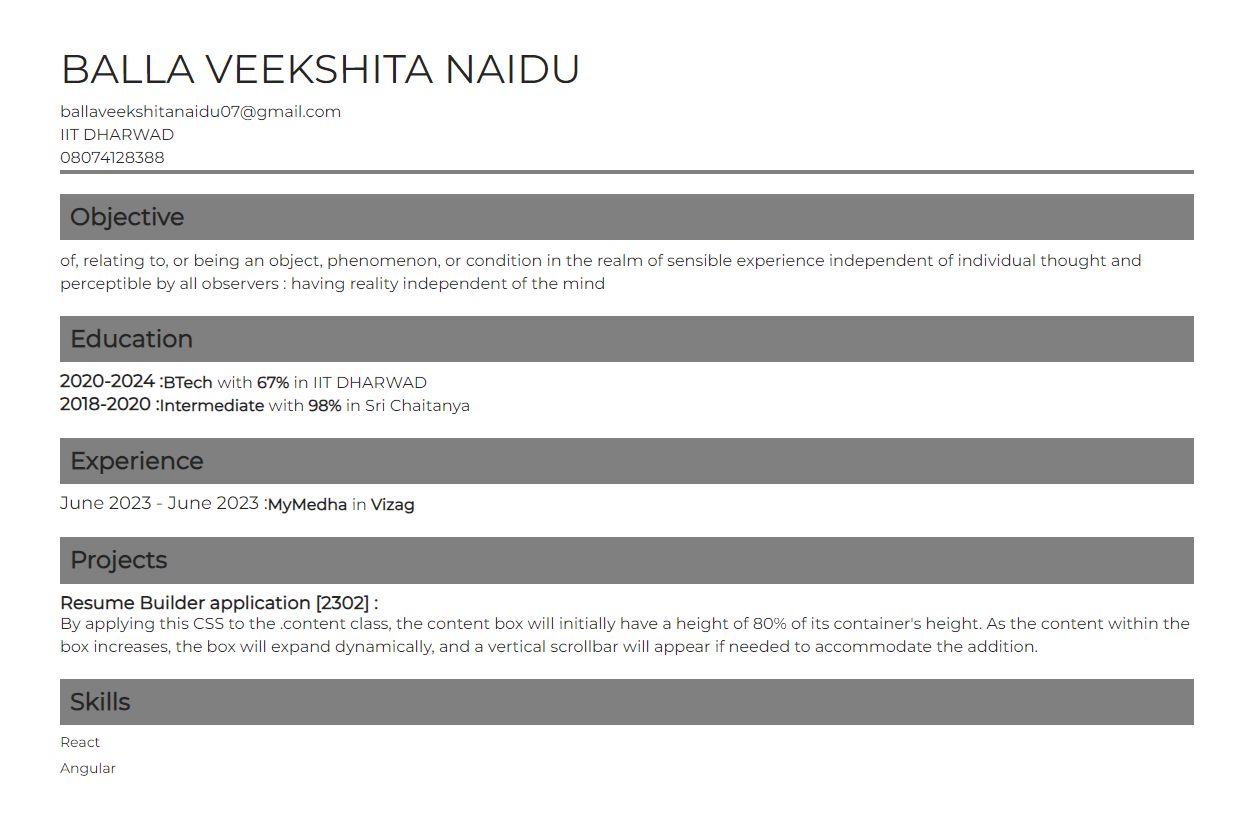 BALLA VEEKSHITA NAIDU
ballaveekshitanaidu07@gmail.com
IIT DHARWAD
08074128388
Objective
of, relating to, or being an object, phenomenon, or condition in the realm of sensible experience independent of individual thought and
perceptible by all observers : having reality independent of the mind
Education
2020-2024 :BTech with 67% in IIT DHARWAD
2018-2020 :Intermediate with 98% in Sri Chaitanya
Experience
June 2023 - June 2023 :MyMedha in Vizag
Projects
Resume Builder application [2302] :
By applying this CSS to the .content class, the content box will initially have a height of 80% of its container's height. As the content within the
box increases, the box will expand dynamically, and a vertical scrollbar will appear if needed to accommodate the addition.
Skills
React
Angular